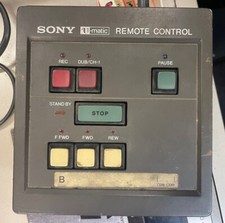 SONY U-matic REMOTE CONTROL
REC DUB/CH-1 PAUSE
STAND BY
STOP
F FWD FWD REW
B